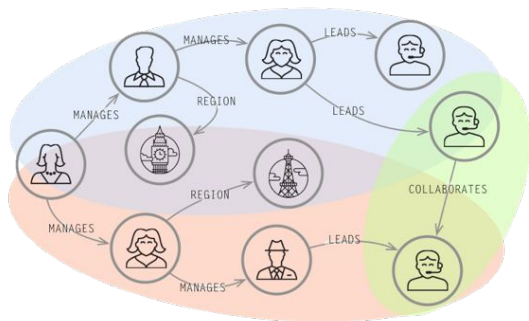 MANAGES
LEADS
REGION
MANAGES
LEADS
COLLABORATES
REGION
MANAGES
LEADS
MANAGES